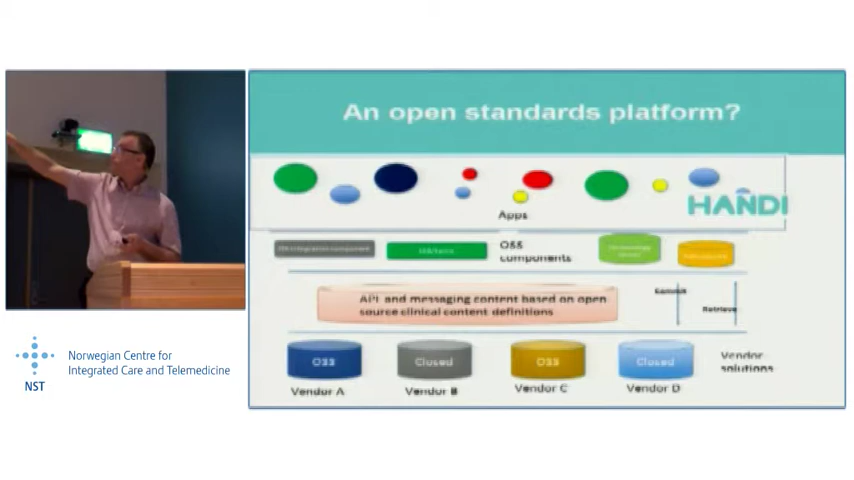 An open standards platform?
HANDI
Apps
OSS
components
API and messaging content based on open
source clinical content definitions
Retrieve
OSS
Closed
OSS
Closed
Vendor
solutions
Vendor A
Vendor B
Vendor C
Vendor D
Norwegian Centre for
Integrated Care and Telemedicine
NST